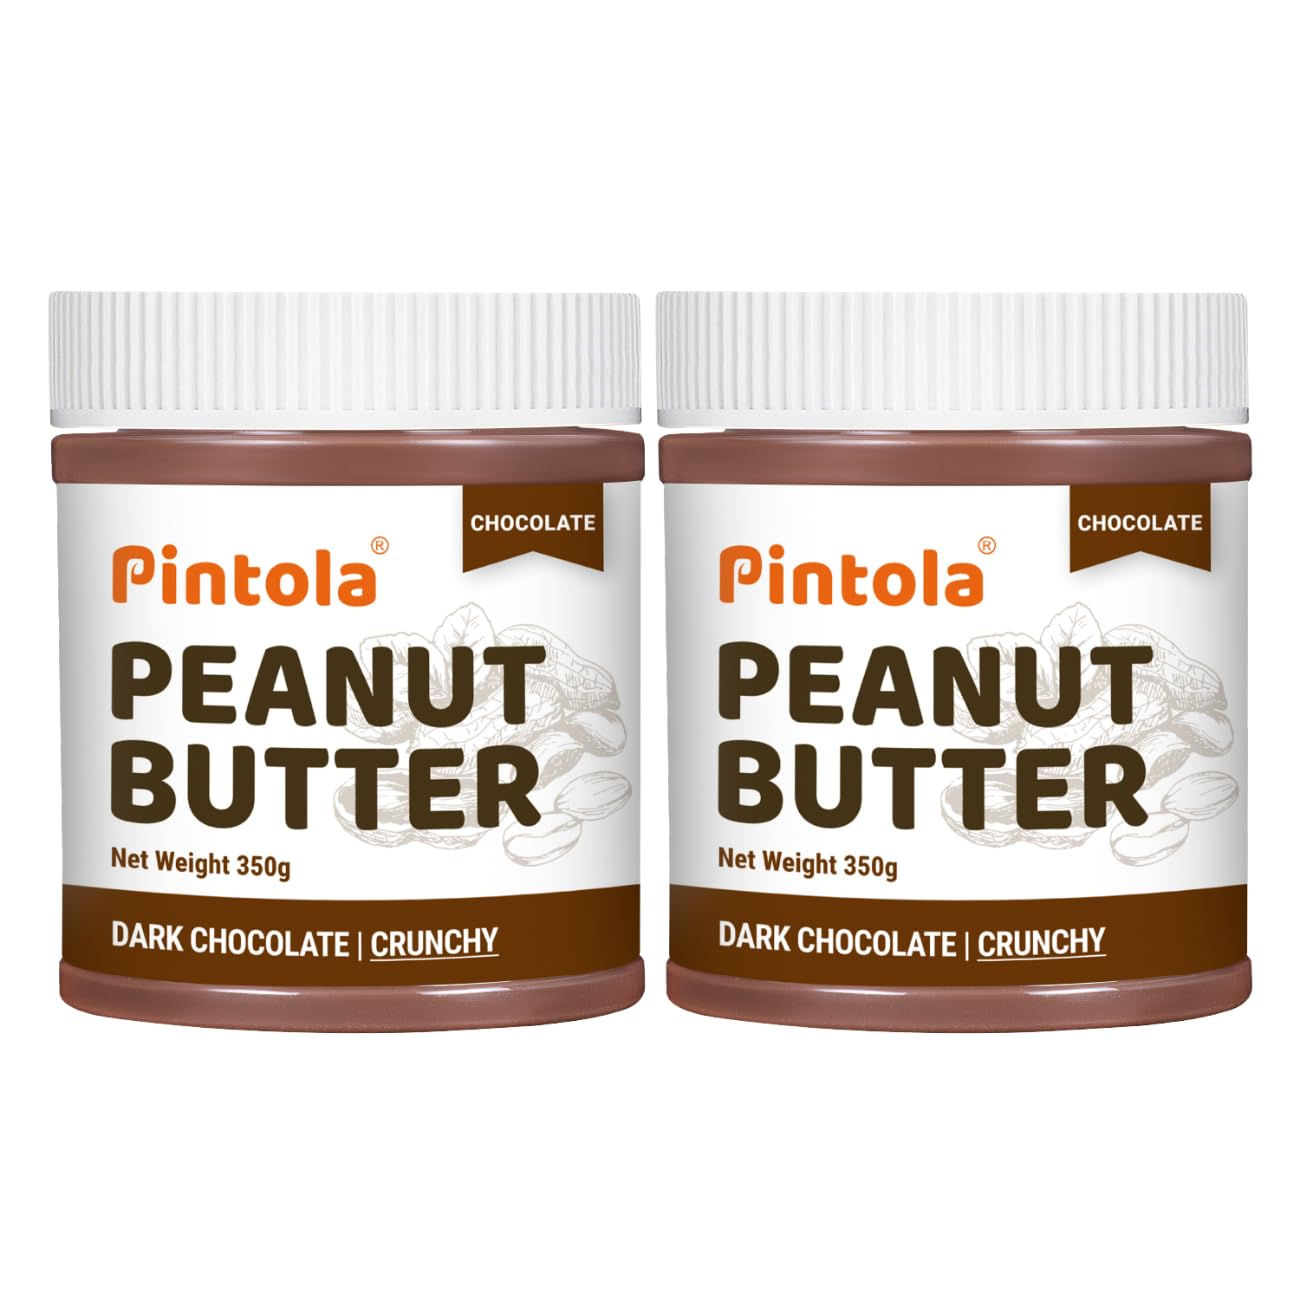 CHOCOLATE
Pintola®
PEANUT
BUTTER
Net Weight 350g
DARK CHOCOLATE | CRUNCHY
CHOCOLATE
Pintola®
PEANUT
BUTTER
Net Weight 350g
DARK CHOCOLATE | CRUNCHY